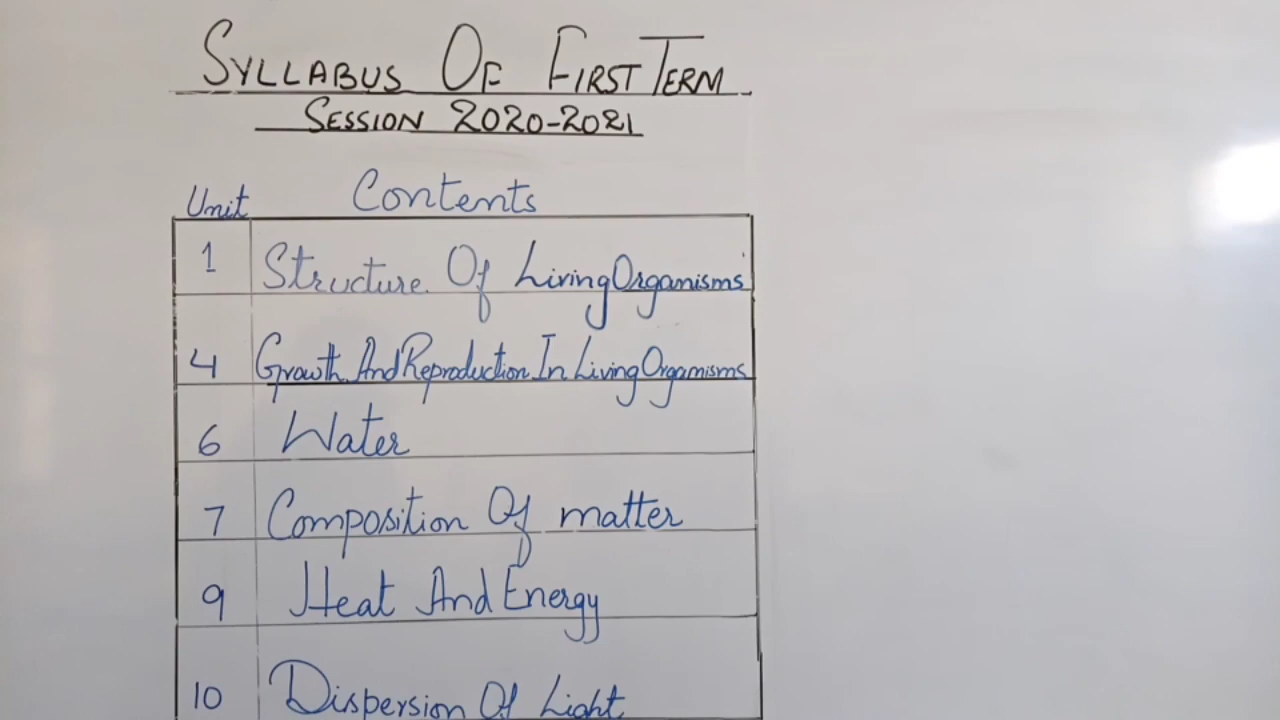 SYLLABUS OF FIRST TERM
SESSION 2020-2021
Unit Contents
1 Structure Of Living Organisms
4 Growth And Reproduction In Living Orgamisms
6 Water
7 Composition Of matter
9 Heat And Energy
10 Dispersion Of Light